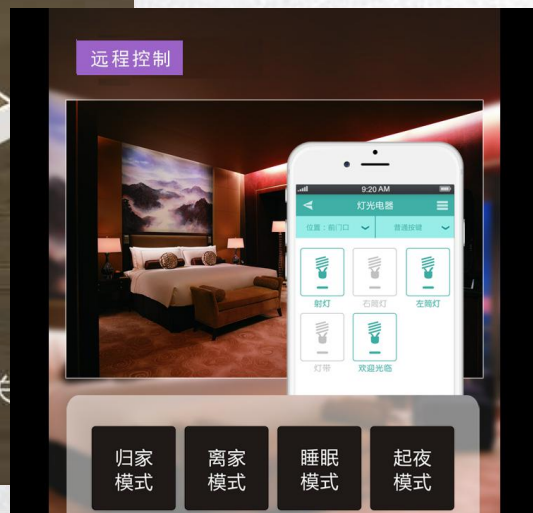 远程控制
9:20 AM
灯光电器
位置：前门口 普通按键
射灯 右筒灯 左筒灯
灯带 欢迎光临
归家 离家 睡眠 起夜
模式 模式 模式 模式